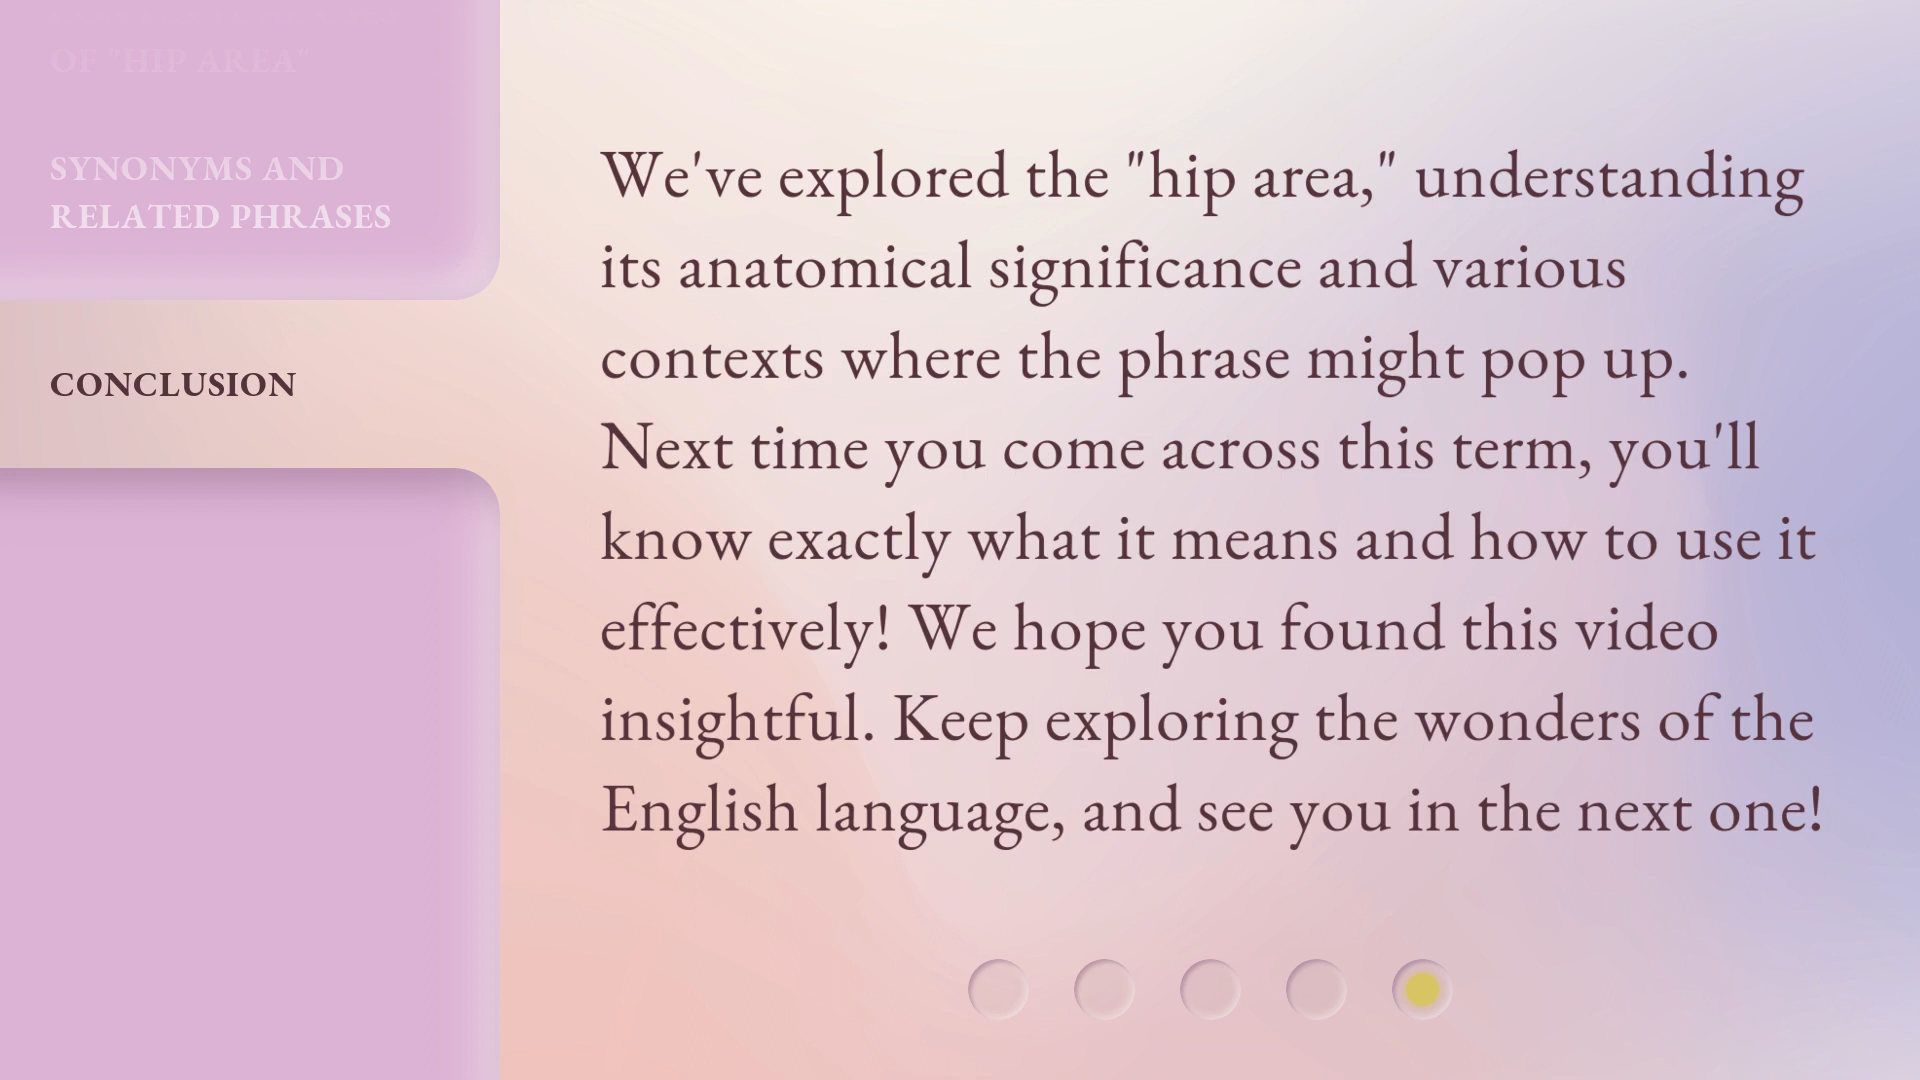 OF "HIP AREA"
SYNONYMS AND
RELATED PHRASES
CONCLUSION
We've explored the "hip area," understanding
its anatomical significance and various
contexts where the phrase might pop up.
Next time you come across this term, you'll
know exactly what it means and how to use it
effectively! We hope you found this video
insightful. Keep exploring the wonders of the
English language, and see you in the next one!